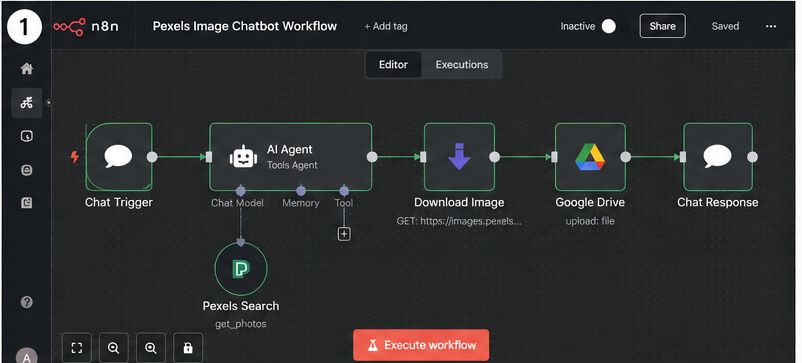 1
n8n
Pexels Image Chatbot Workflow
+ Add tag
Inactive
Share
Saved
Editor
Executions
AI Agent
Tools Agent
Chat Trigger
Chat Model
Memory
Tool
Download Image
GET: https://images.pexels...
Google Drive
upload: file
Chat Response
Pexels Search
get_photos
Execute workflow
A